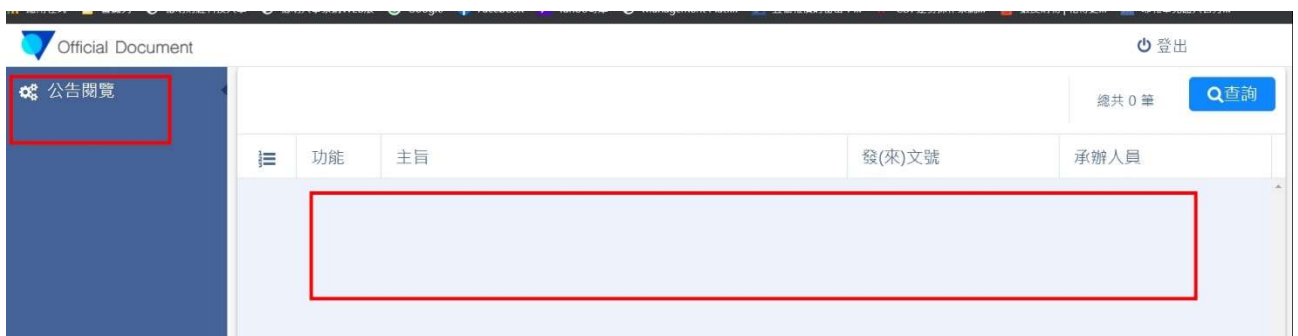 Official Document
登出
公告閱覽
總共 0 筆
查詢
功能
主旨
發(來)文號
承辦人員